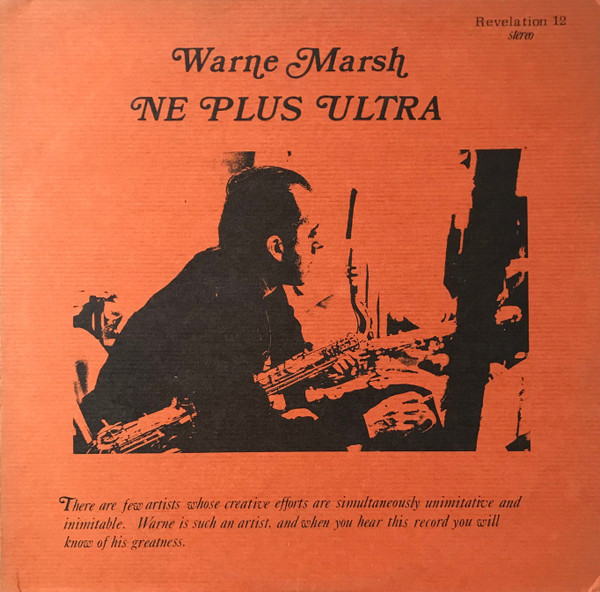 Revelation 12
stereo
Warne Marsh
NE PLUS ULTRA
There are few artists whose creative efforts are simultaneously unimitative and
inimitable. Warne is such an artist, and when you hear this record you will
know of his greatness.